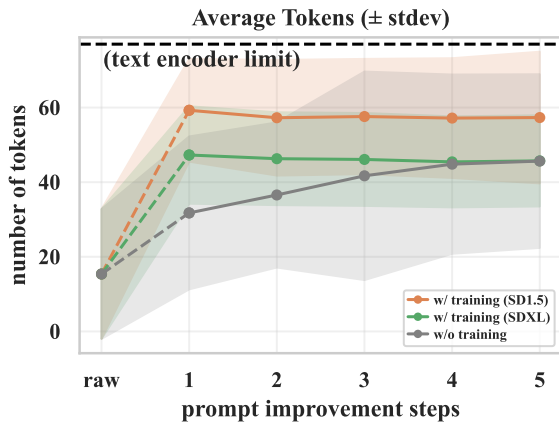 Average Tokens (± stdev)
(text encoder limit)
number of tokens
60
40
20
0
w/ training (SD1.5)
w/ training (SDXL)
w/o training
raw 1 2 3 4 5
prompt improvement steps